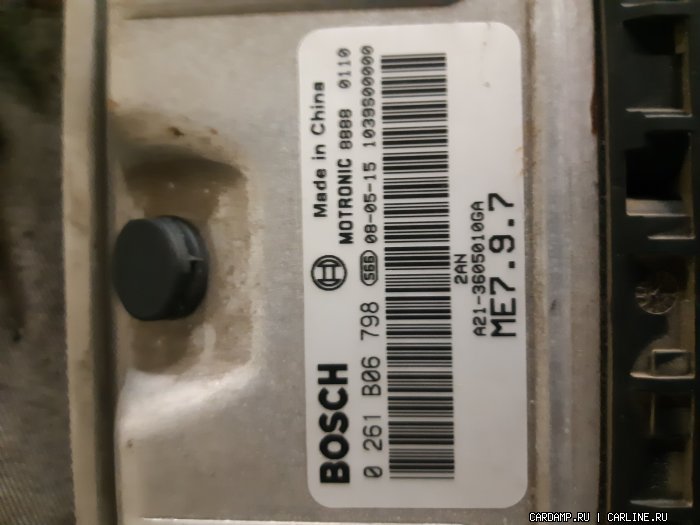 Made in China
BOSCH
MOTRONIC 8888 0110
0 261 B06 798
566
08-05-15 1039S00000
2AN
A21-3605010GA
ME7.9.7
CARDAMP.RU | CARLINE.RU